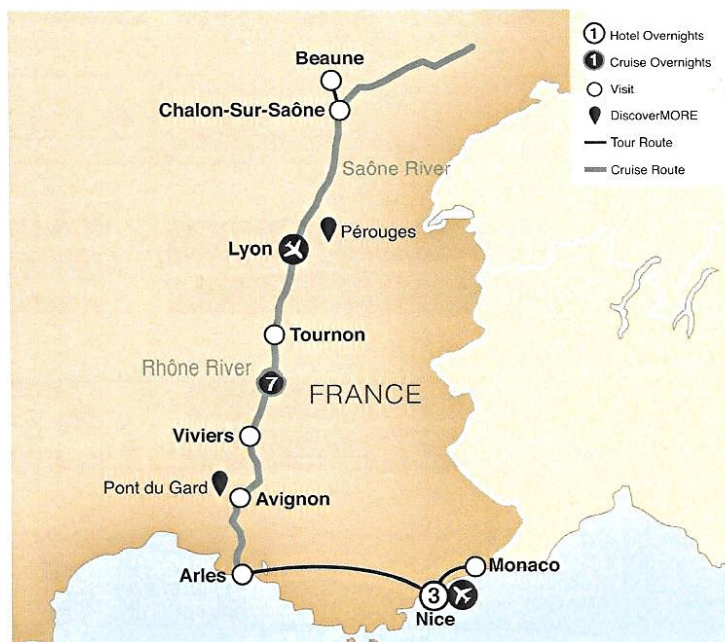 Beaune
Chalon-Sur-Saône
Saône River
Pérouges
Lyon
Tournon
Rhône River
7
FRANCE
Viviers
Pont du Gard
Avignon
Arles
Monaco
3
Nice
1 Hotel Overnights
1 Cruise Overnights
Visit
DiscoverMORE
Tour Route
Cruise Route